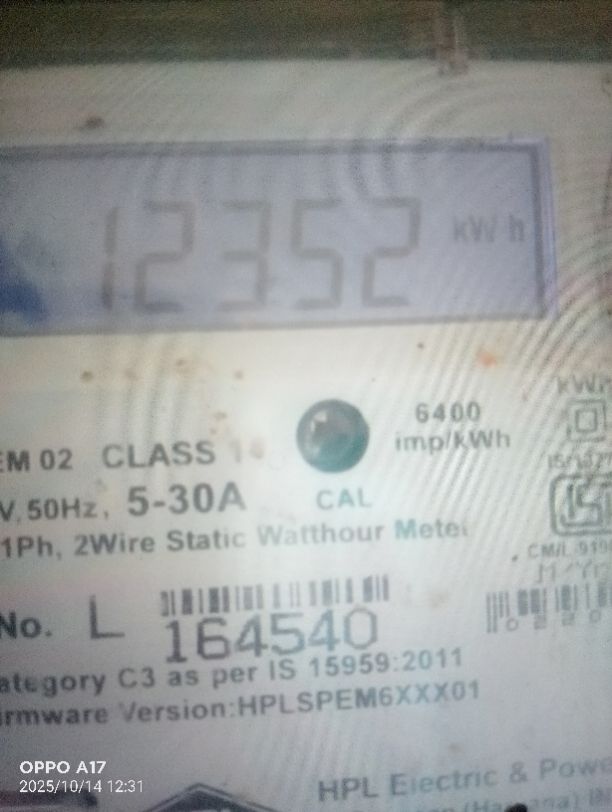 12352 kWh
6400
imp/kWh
EM 02 CLASS
V, 50Hz, 5-30A
CAL
1Ph, 2Wire Static Watthour Meter
No. L 164540
ategory C3 as per IS 15959:2011
irmware Version:HPLSPEM6XXX01
OPPO A17
2025/10/14 12:31
HPL Electric & Powe